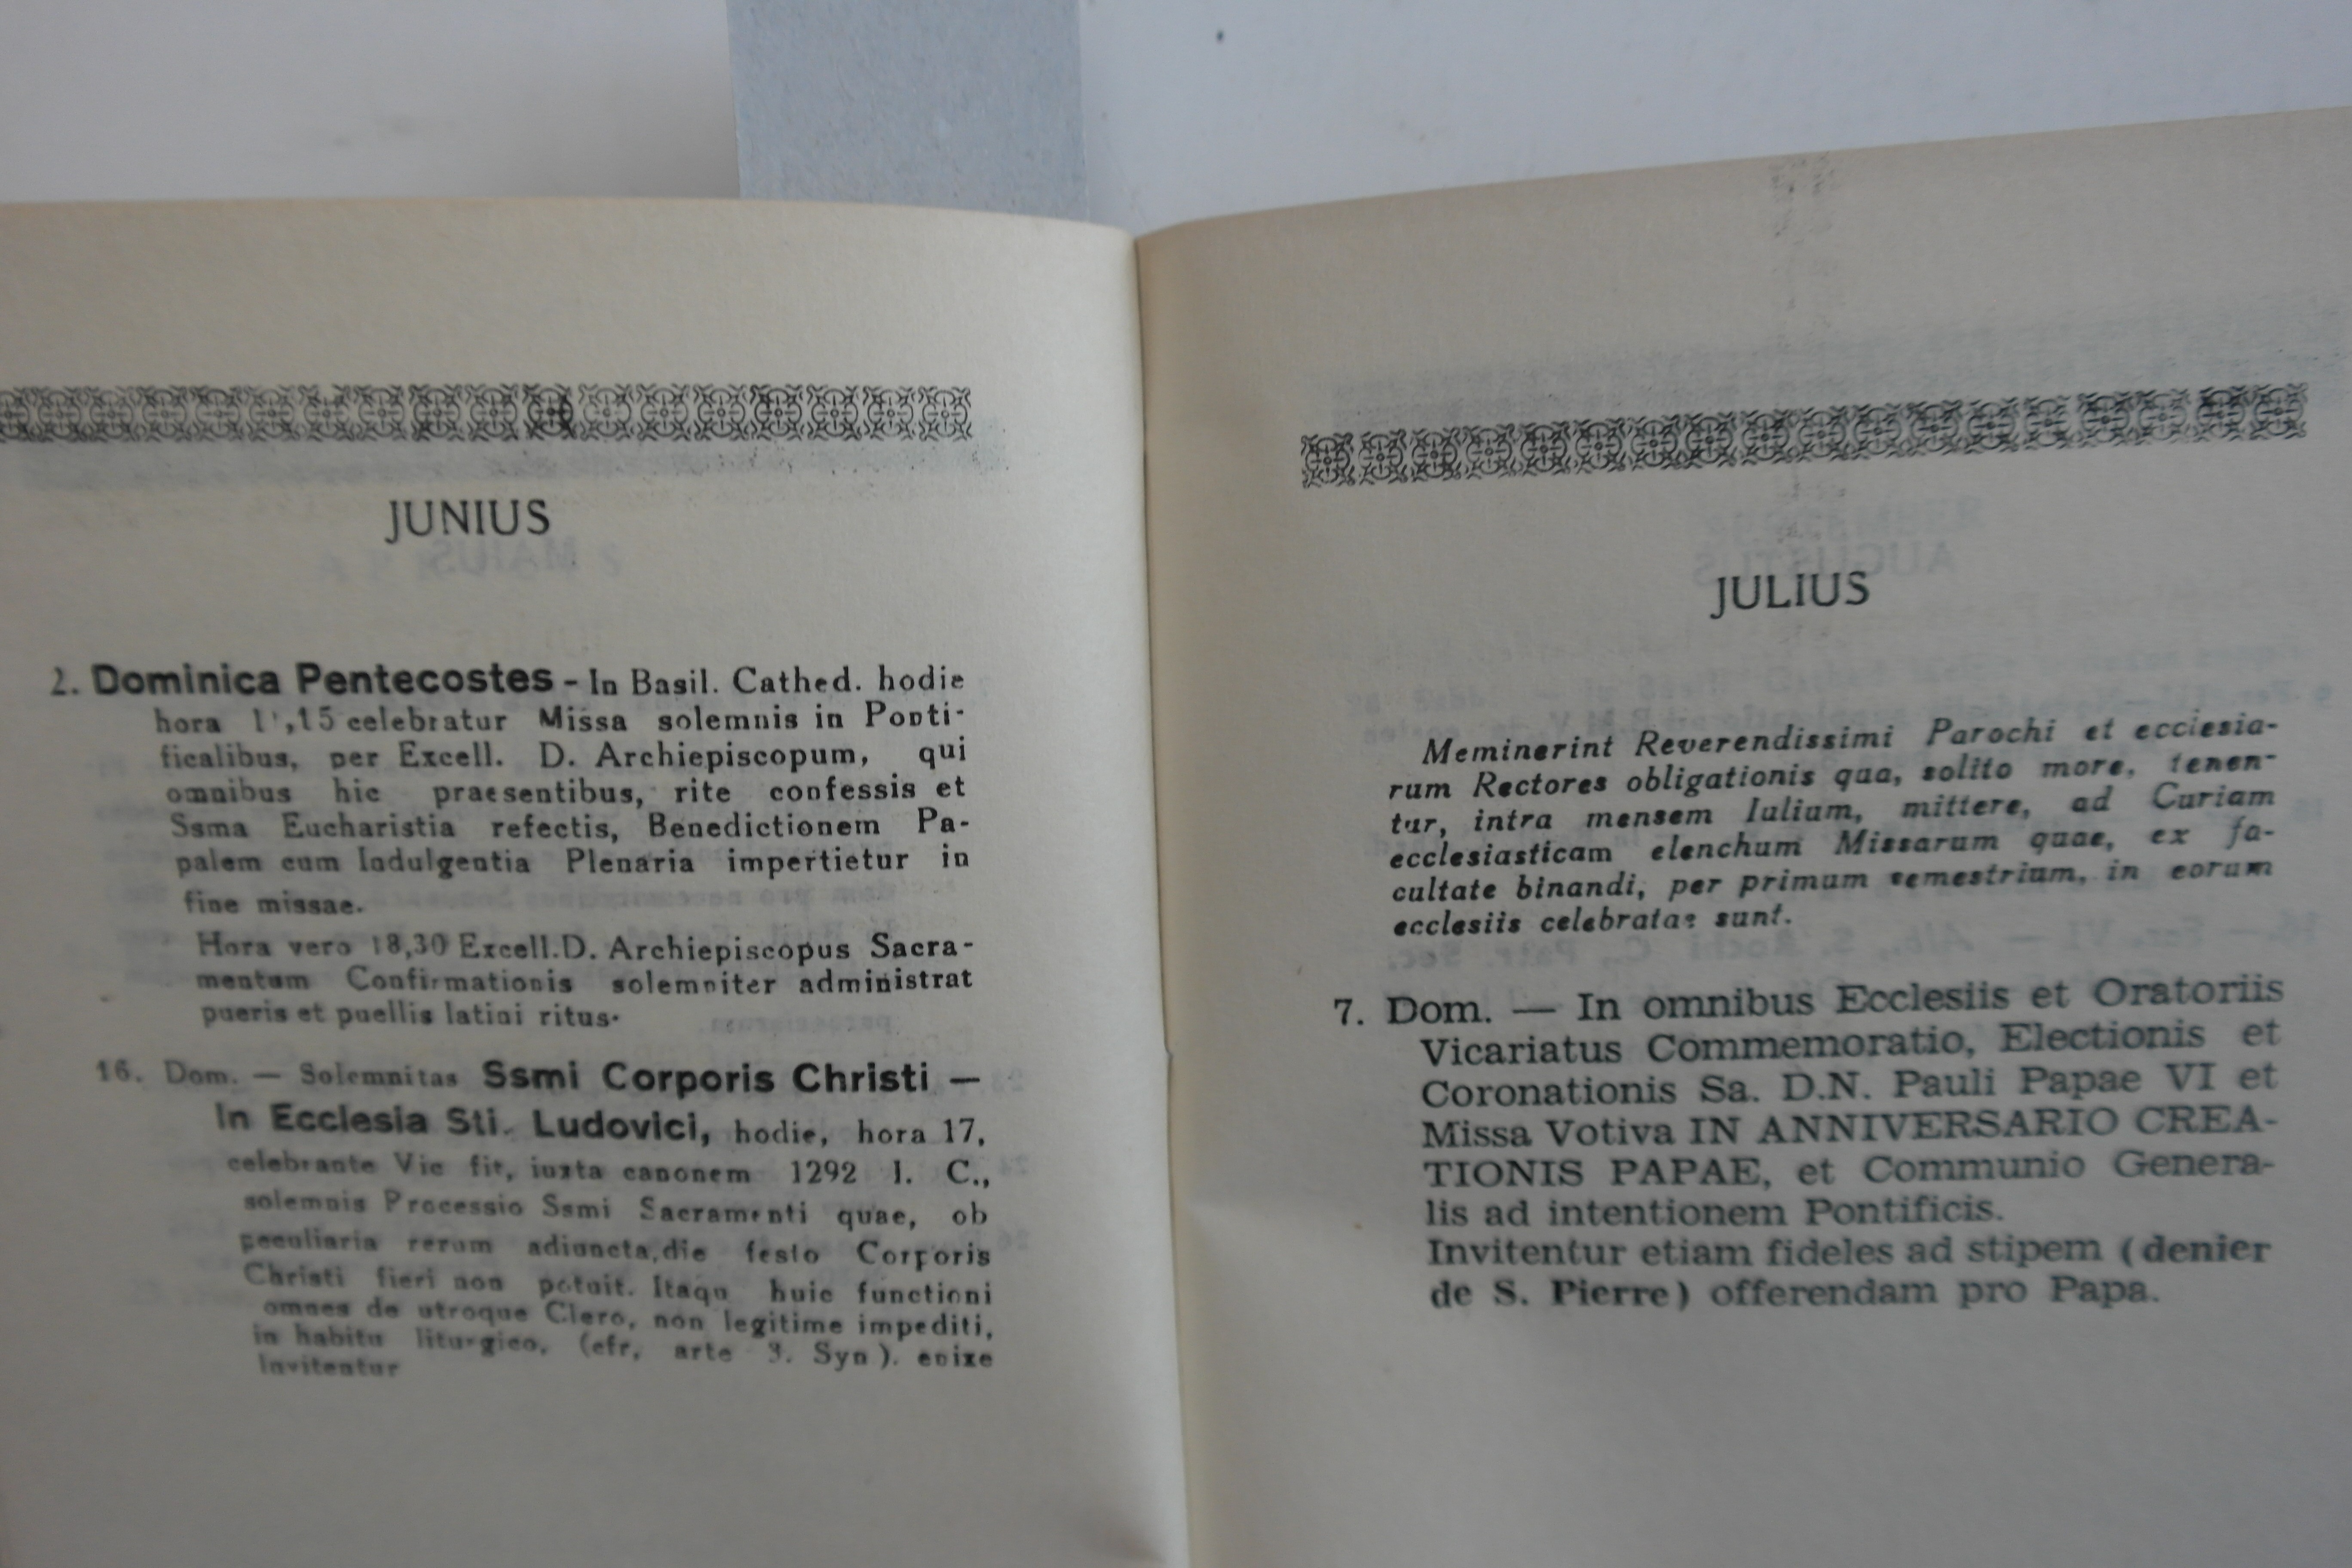 JUNIUS
2. Dominica Pentecostes - In Basil. Cathed. hodie
hora ,15 celebratur Missa solemnis in Ponti-
ficalibus, per Excell. D. Archiepiscopum, qui
omnibus hic praesentibus, rite confessis et
Ssma Eucharistia refectis, Benedictionem Pa-
palem cum Indulgentia Plenaria impertietur in
fine missae.
Hora vero 18,30 Excell.D. Archiepiscopus Sacra-
mentum Confirmationis solemniter administrat
pueris et puellis latini ritus.
16. Dom. — Solemnitas Ssmi Corporis Christi —
In Ecclesia Sti. Ludovici, hodie, hora 17,
celebrante Vic fit, iuxta canonem 1292 I. C.,
solemnis Processio Ssmi Sacramenti quae, ob
peculiaria rerum adiuncta,die festo Corporis
Christi fieri non potuit. Itaqu huic functioni
omnes de utroque Clero, non legitime impediti,
in habitu liturgico, (cfr, arte 3. Syn ). enixe
Invitentur
JULIUS
Meminerint Reverendissimi Parochi et ecclesia-
rum Rectores obligationis qua, solito more, tenen-
tur, intra mensem Iulium, mittere, ad Curiam
ecclesiasticam elenchum Missarum quae, ex fa-
cultate binandi, per primum semestrium, in eorum
ecclesiis celebratae sunt.
7. Dom. — In omnibus Ecclesiis et Oratoriis
Vicariatus Commemoratio, Electionis et
Coronationis Sa. D.N. Pauli Papae VI et
Missa Votiva IN ANNIVERSARIO CREA-
TIONIS PAPAE, et Communio Genera-
lis ad intentionem Pontificis.
Invitentur etiam fideles ad stipem (denier
de S. Pierre) offerendam pro Papa.